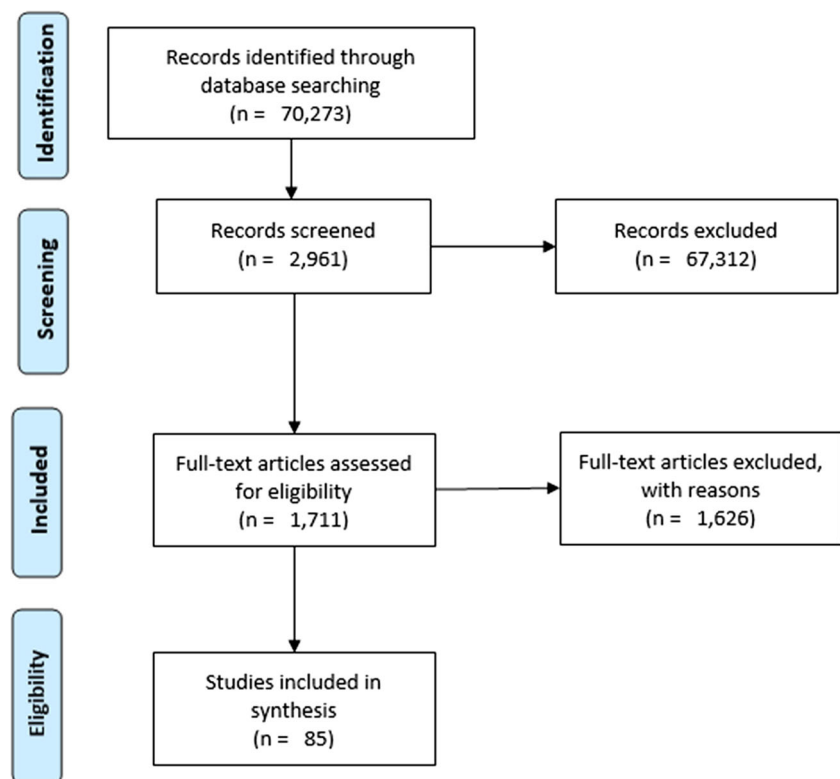 Identification
Records identified through
database searching
(n = 70,273)
Screening
Records screened
(n = 2,961)
Records excluded
(n = 67,312)
Included
Full-text articles assessed
for eligibility
(n = 1,711)
Full-text articles excluded,
with reasons
(n = 1,626)
Eligibility
Studies included in
synthesis
(n = 85)